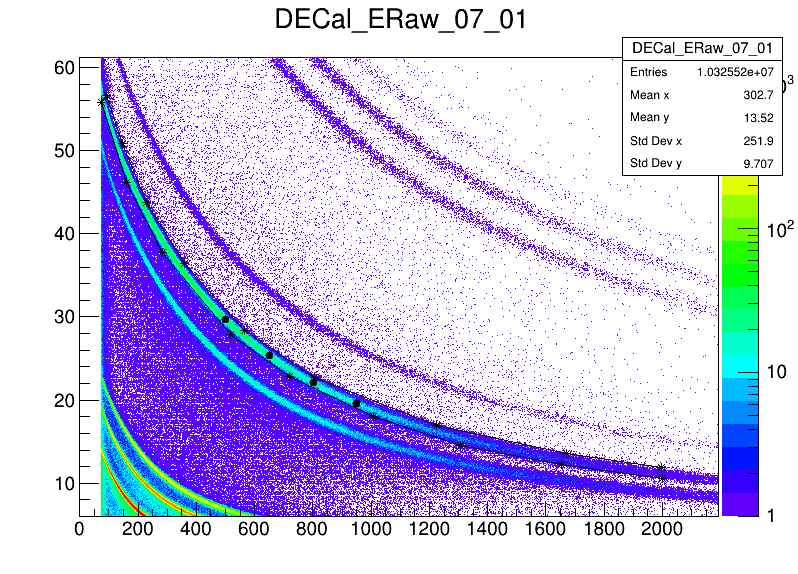 DECal_ERaw_07_01
DECal_ERaw_07_01
Entries 1.032552e+07
Mean x 302.7
Mean y 13.52
Std Dev x 251.9
Std Dev y 9.707
60
50
40
30
20
10
0 200 400 600 800 1000 1200 1400 1600 1800 2000
10²
10
1